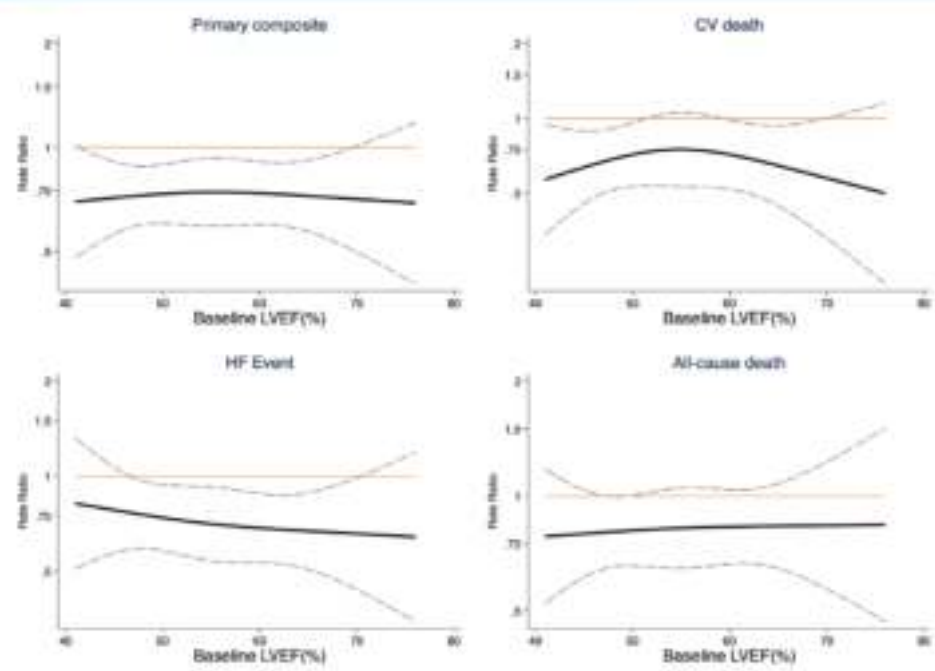 Primary composite
CV death
2
1.5
1
.75
.5
Rate Ratio
40 50 60 70 80
Baseline LVEF(%)
2
1.5
1
.75
.5
Rate Ratio
40 50 60 70 80
Baseline LVEF(%)
HF Event
All-cause death
2
1.5
1
.75
.5
Rate Ratio
40 50 60 70 80
Baseline LVEF(%)
2
1.5
1
.75
.5
Rate Ratio
40 50 60 70 80
Baseline LVEF(%)